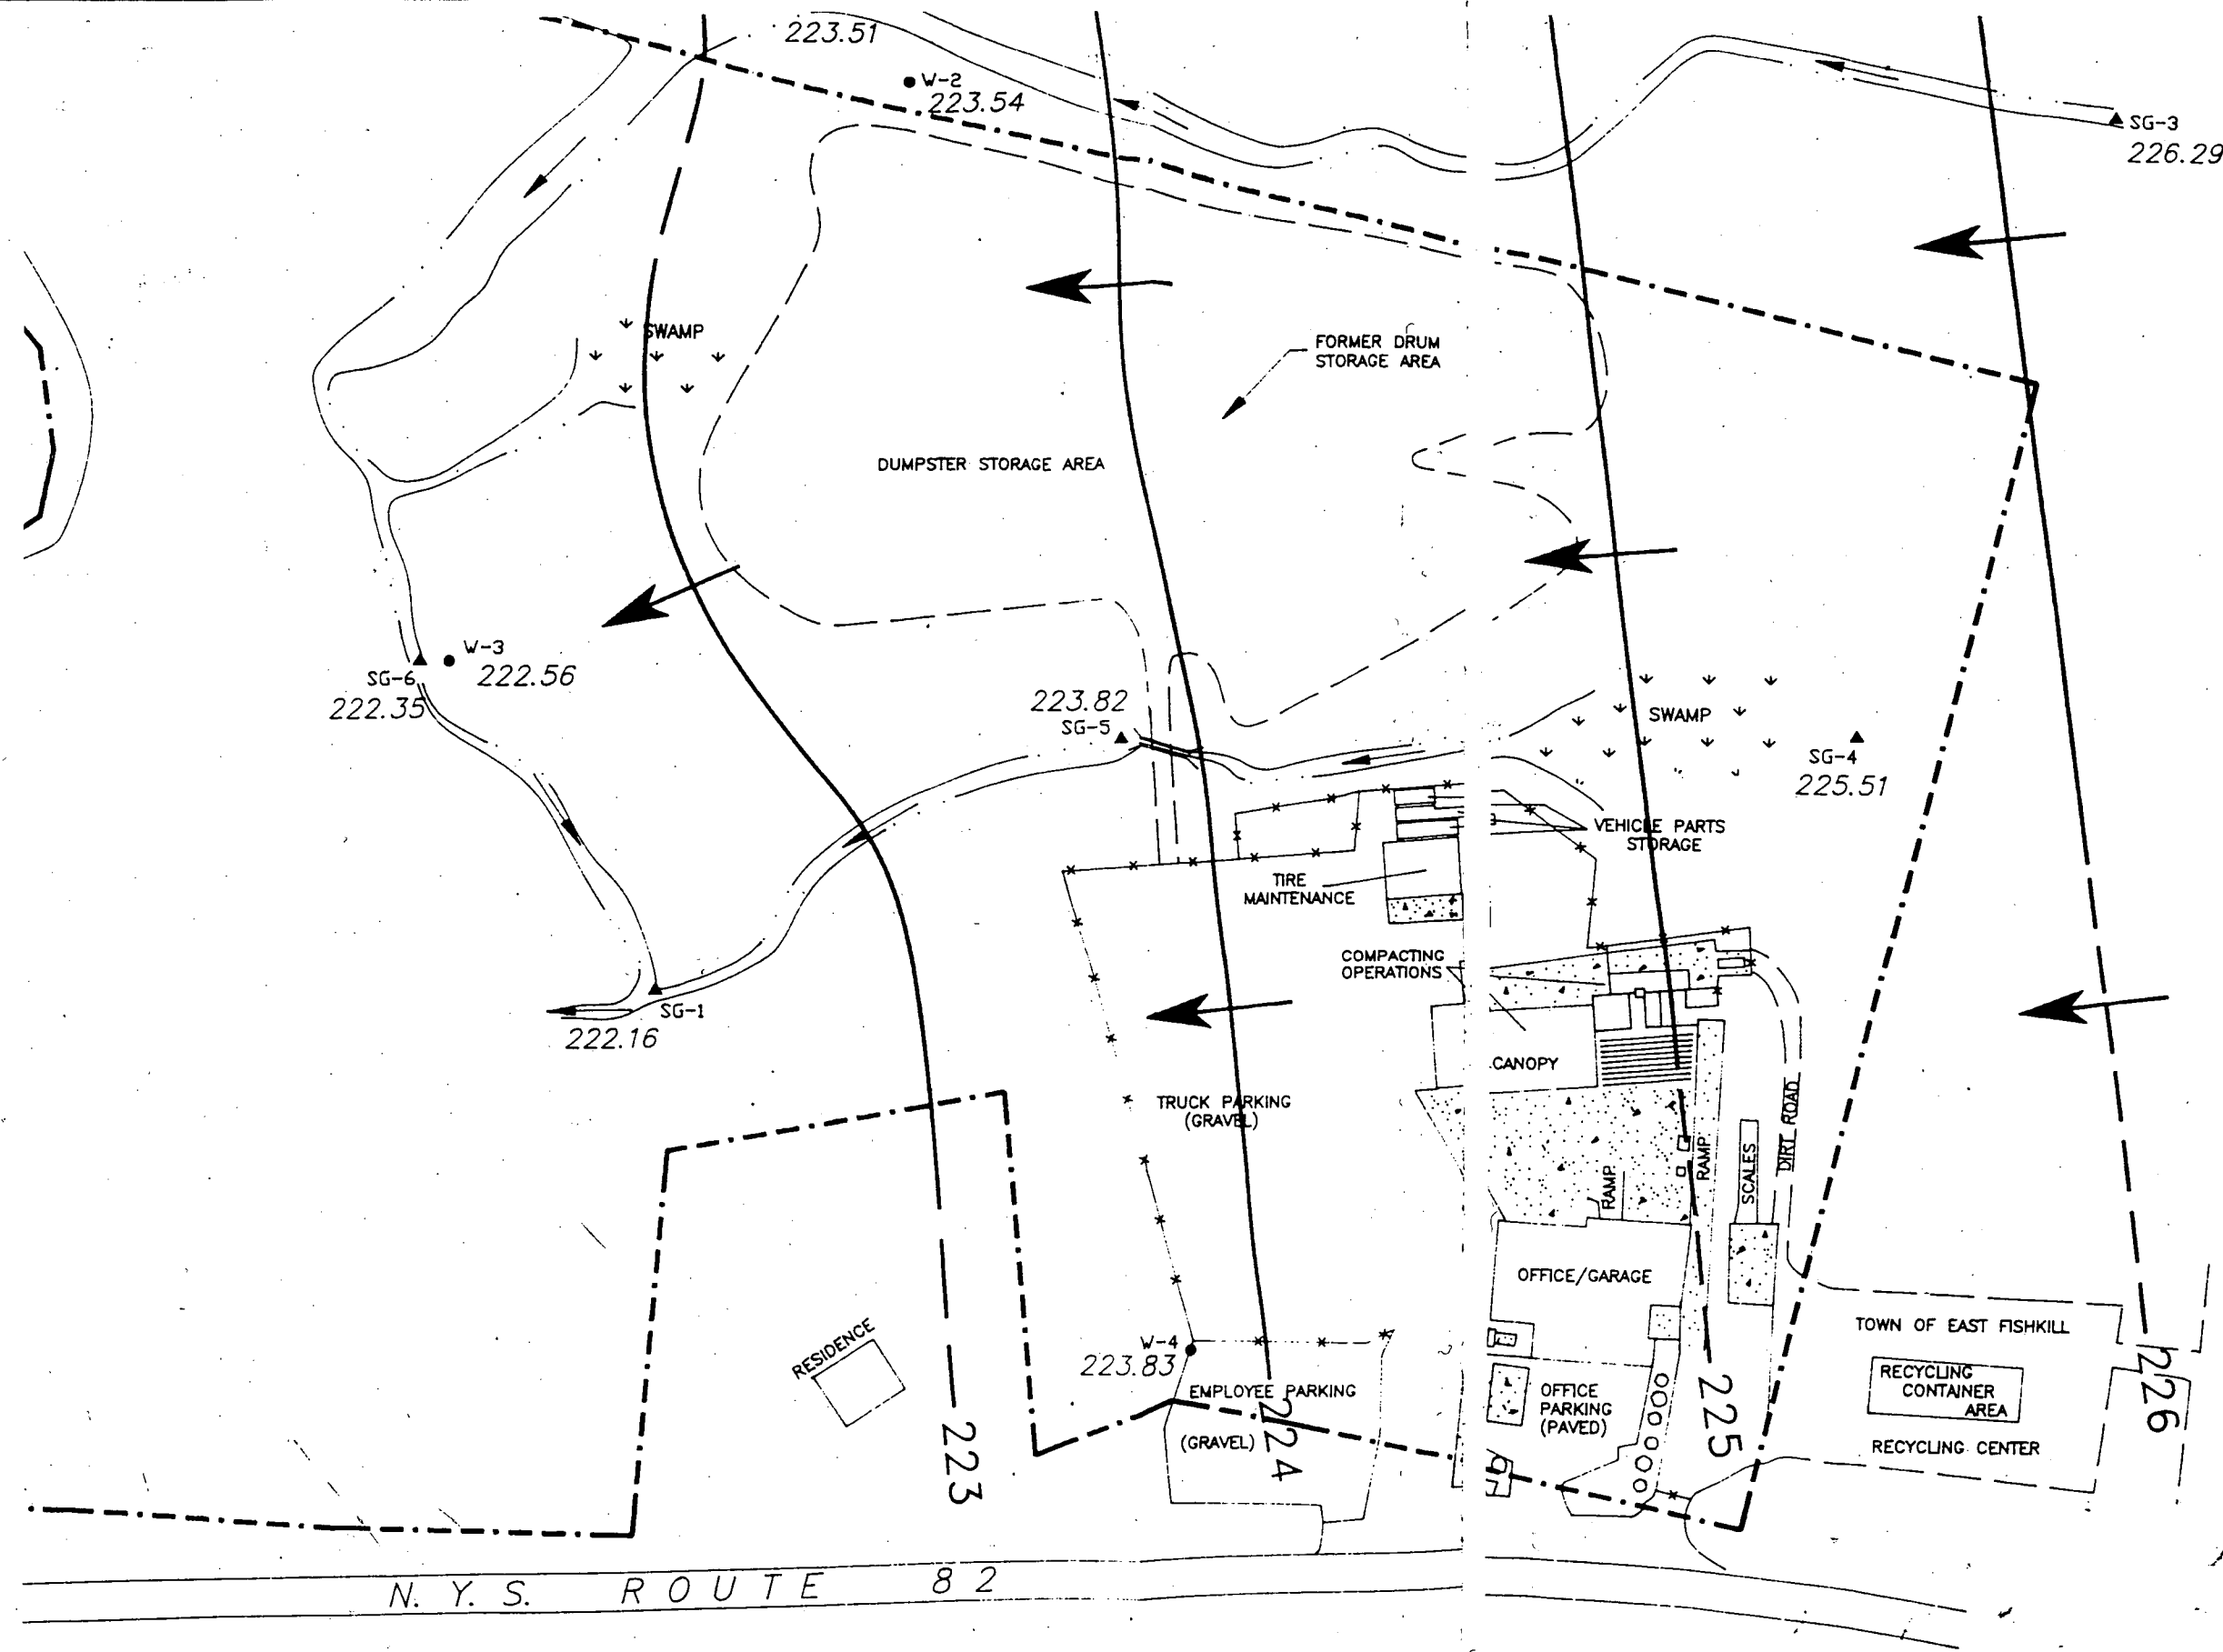 223.51
W-2
223.54
SG-3
226.29
SWAMP
FORMER DRUM
STORAGE AREA
DUMPSTER STORAGE AREA
W-3
222.56
SG-6
222.35
223.82
SG-5
SWAMP
SG-4
225.51
VEHICLE PARTS
STORAGE
TIRE
MAINTENANCE
COMPACTING
OPERATIONS
SG-1
222.16
CANOPY
TRUCK PARKING
(GRAVEL)
RAMP
RAMP
SCALES
DIRT ROAD
OFFICE/GARAGE
TOWN OF EAST FISHKILL
RECYCLING
CONTAINER
AREA
RECYCLING CENTER
RESIDENCE
W-4
223.83
EMPLOYEE PARKING
(GRAVEL)
OFFICE
PARKING
(PAVED)
223
224
225
226
N.Y.S. ROUTE 82